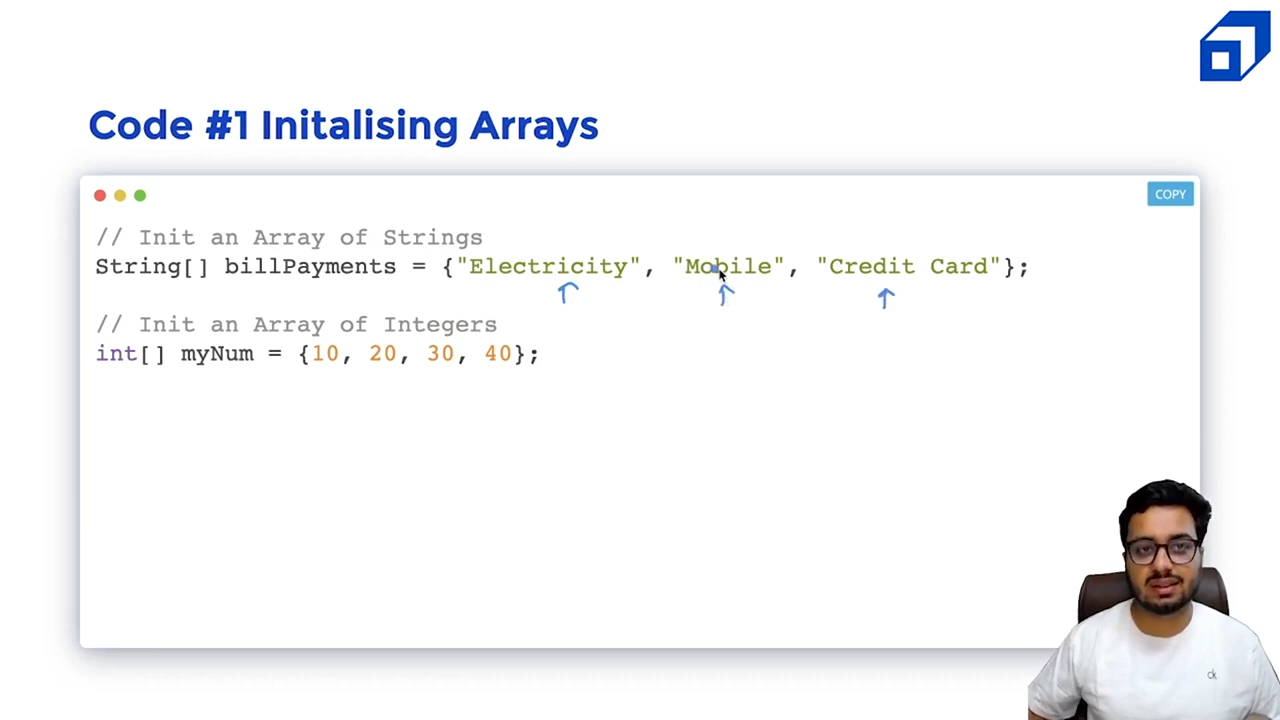 Code #1 Initalising Arrays
COPY
// Init an Array of Strings
String[] billPayments = {"Electricity", "Mobile", "Credit Card"};
// Init an Array of Integers
int[] myNum = {10, 20, 30, 40};
ck